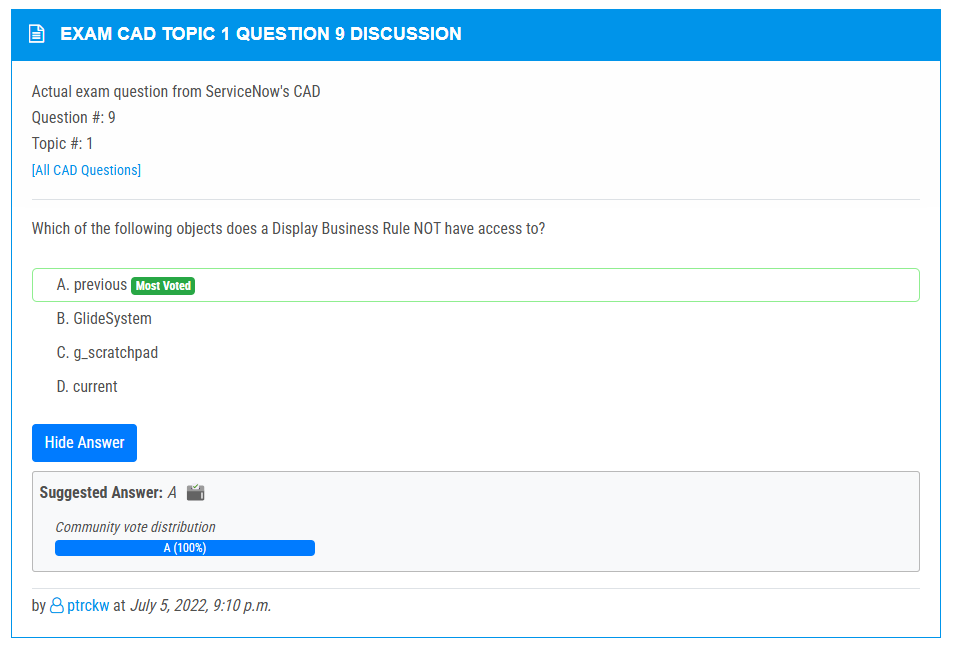 EXAM CAD TOPIC 1 QUESTION 9 DISCUSSION
Actual exam question from ServiceNow's CAD
Question #: 9
Topic #: 1
[All CAD Questions]
Which of the following objects does a Display Business Rule NOT have access to?
A. previous Most Voted
B. GlideSystem
C. g_scratchpad
D. current
Hide Answer
Suggested Answer: A
Community vote distribution
A (100%)
by ptrckw at July 5, 2022, 9:10 p.m.